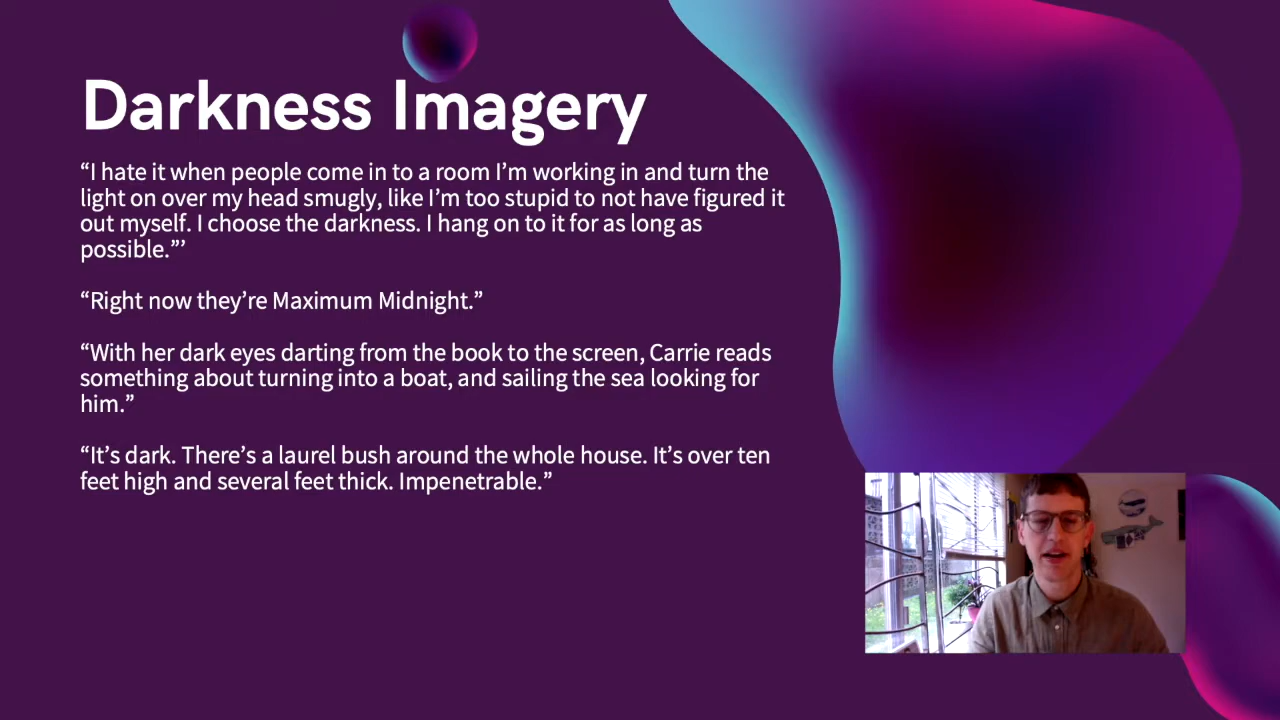 Darkness Imagery
“I hate it when people come in to a room I’m working in and turn the
light on over my head smugly, like I’m too stupid to not have figured it
out myself. I choose the darkness. I hang on to it for as long as
possible.”’
“Right now they’re Maximum Midnight.”
“With her dark eyes darting from the book to the screen, Carrie reads
something about turning into a boat, and sailing the sea looking for
him.”
“It’s dark. There’s a laurel bush around the whole house. It’s over ten
feet high and several feet thick. Impenetrable.”